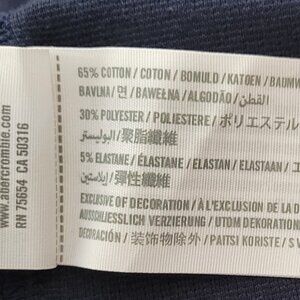 www.abercrombie.com
RN 75654 CA 50316
65% COTTON / COTON / BOMULD / KATOEN / BAUMW
BAVLNA / 면 / BAWEŁNA / ALGODÃO / القطن /
30% POLYESTER / POLIESTERE / ポリエステル
البوليستر / 聚脂纖維
5% ELASTANE / ÉLASTANE / ELASTAN / ELASTAAN /
إيلاستين / 彈性纖維
EXCLUSIVE OF DECORATION / À L'EXCLUSION DE LA D
AUSSCHLIESSLICH VERZIERUNG / UTOM DEKORATION
DECORACIÓN / 装饰物除外 / PAITSI KORISTE / S V